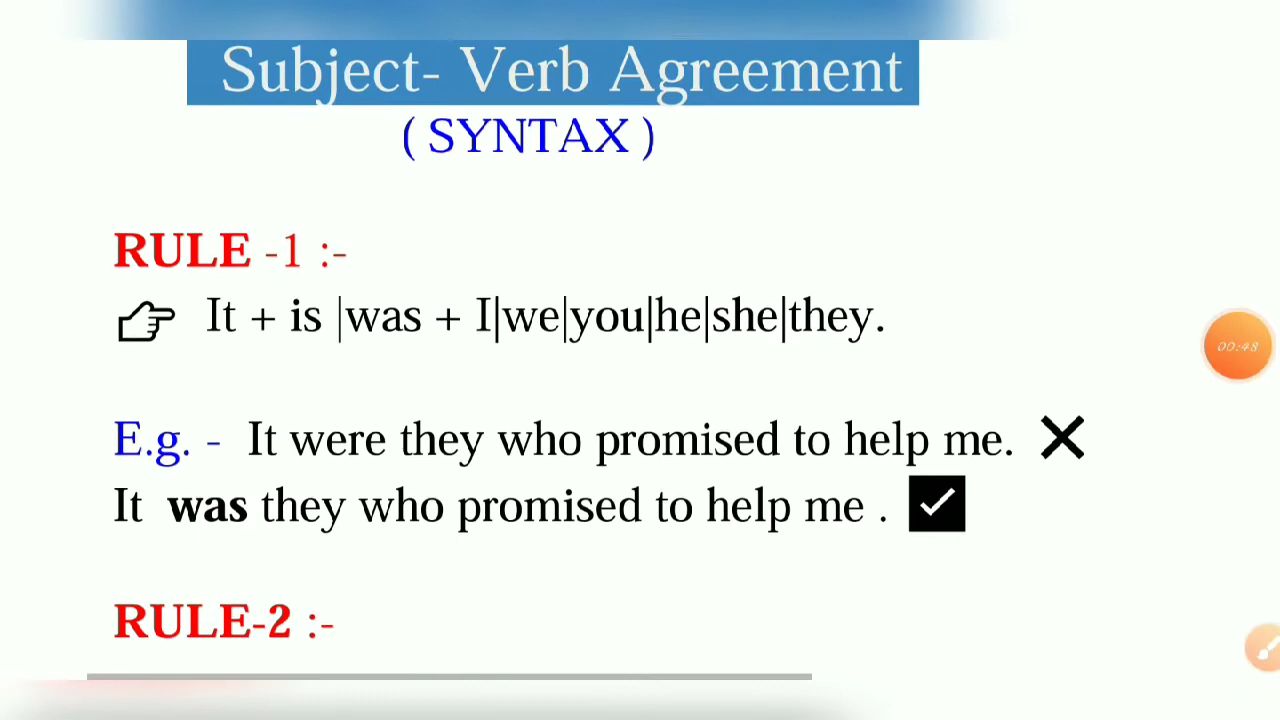 Subject- Verb Agreement
( SYNTAX )
RULE -1 :-
It + is |was + I|we|you|he|she|they.
00:48
E.g. - It were they who promised to help me.
It was they who promised to help me .
RULE-2 :-